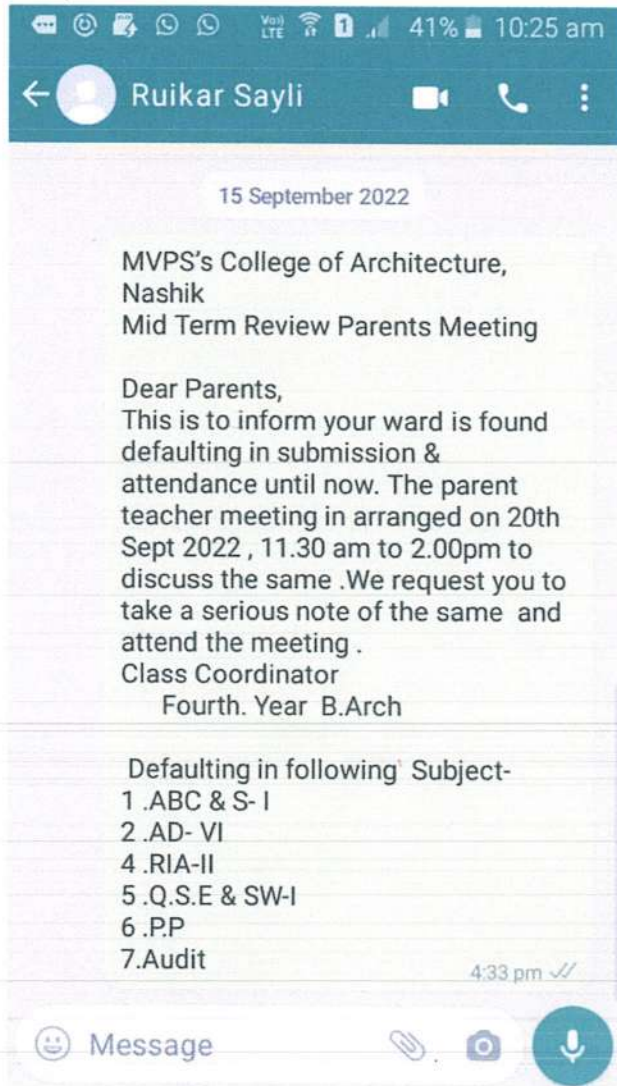 Vo)) LTE 1 41% 10:25 am
Ruikar Sayli
15 September 2022
MVPS's College of Architecture,
Nashik
Mid Term Review Parents Meeting
Dear Parents,
This is to inform your ward is found
defaulting in submission &
attendance until now. The parent
teacher meeting in arranged on 20th
Sept 2022 , 11.30 am to 2.00pm to
discuss the same .We request you to
take a serious note of the same  and
attend the meeting .
Class Coordinator
Fourth. Year  B.Arch
Defaulting in following Subject-
1 .ABC & S- I
2 .AD- VI
4 .RIA-II
5 .Q.S.E & SW-I
6 .P.P
7.Audit
4:33 pm
Message